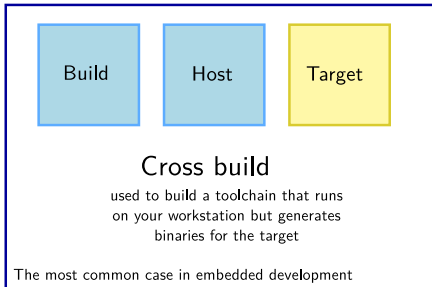 Build Host Target
Cross build
used to build a toolchain that runs
on your workstation but generates
binaries for the target
The most common case in embedded development